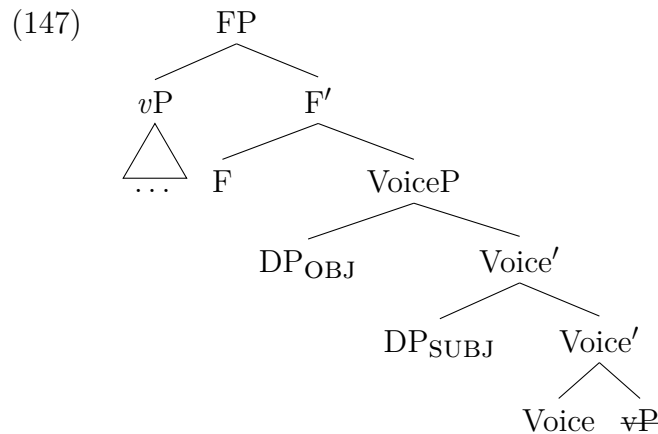 (147) FP
vP F′
... F VoiceP
DP_OBJ Voice′
DP_SUBJ Voice′
Voice vP